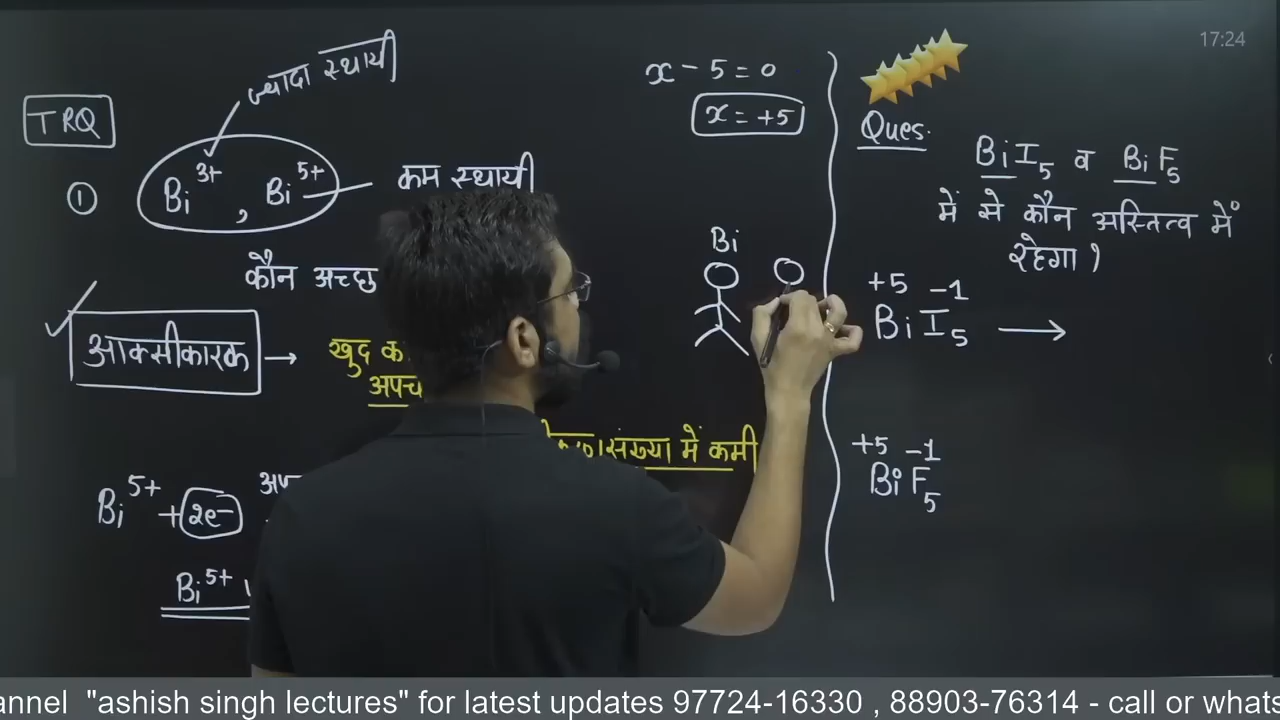 17:24
TRQ
ज्यादा स्थायी
① Bi³⁺, Bi⁵⁺
कम स्थायी
कौन
आक्सीकारक →
खुद
Bi⁵⁺ + 2e⁻
Bi⁵⁺
संख्या में कमी
x - 5 = 0
x = +5
Bi
Ques.
BiI₅ व BiF₅
में से कौन अस्तित्व में
रहेगा?
+5 -1
BiI₅ →
+5 -1
BiF₅
annel "ashish singh lectures" for latest updates 97724-16330 , 88903-76314 - call or whats